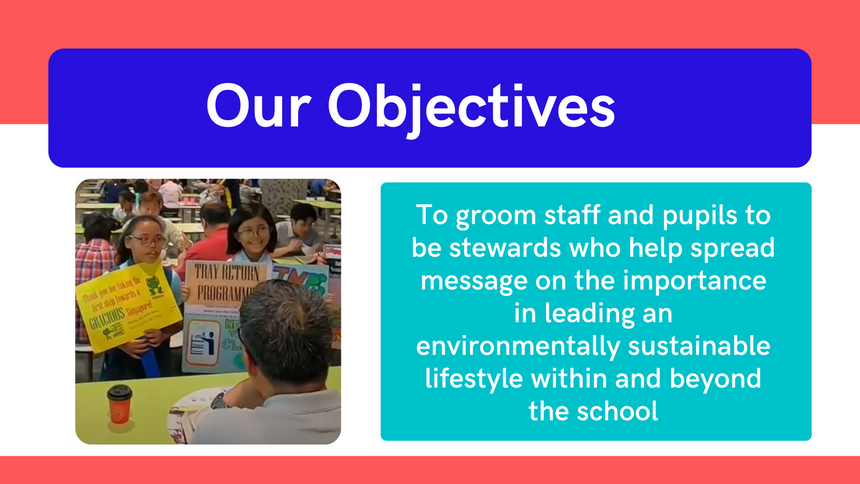 Our Objectives
Thank you for taking the
first step towards a
GRACIOUS Singapore!
TRAY RETURN
PROGRAMME
To groom staff and pupils to
be stewards who help spread
message on the importance
in leading an
environmentally sustainable
lifestyle within and beyond
the school